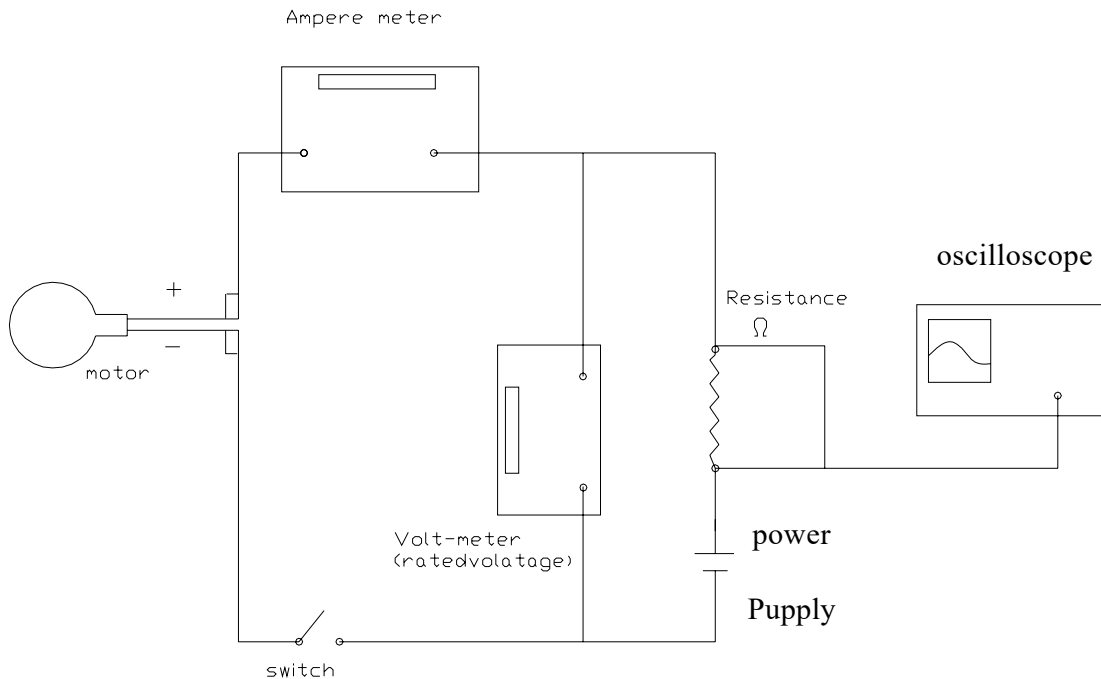 Ampere meter
oscilloscope
+
Resistance
Ω
−
motor
power
Volt-meter
(ratedvolatage)
Pupply
switch